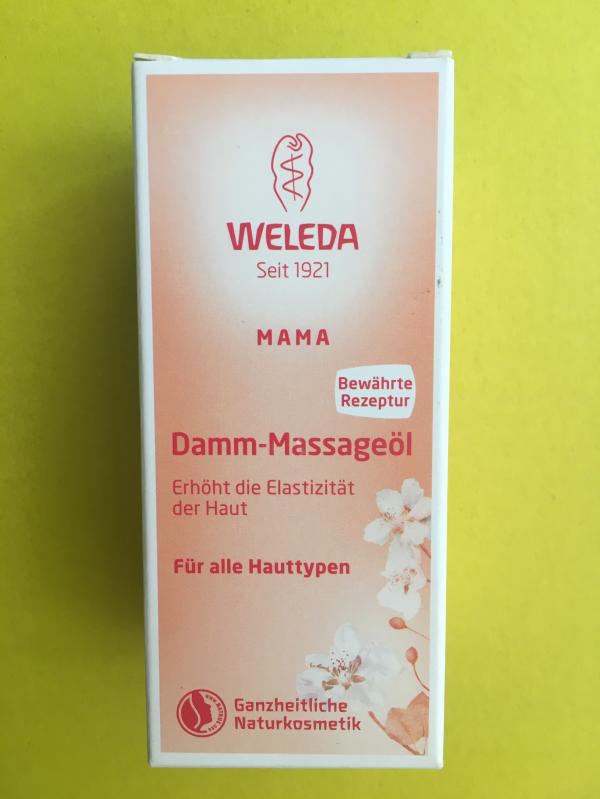 WELEDA
Seit 1921
MAMA
Bewährte
Rezeptur
Damm-Massageöl
Erhöht die Elastizität
der Haut
Für alle Hauttypen
Ganzheitliche
Naturkosmetik